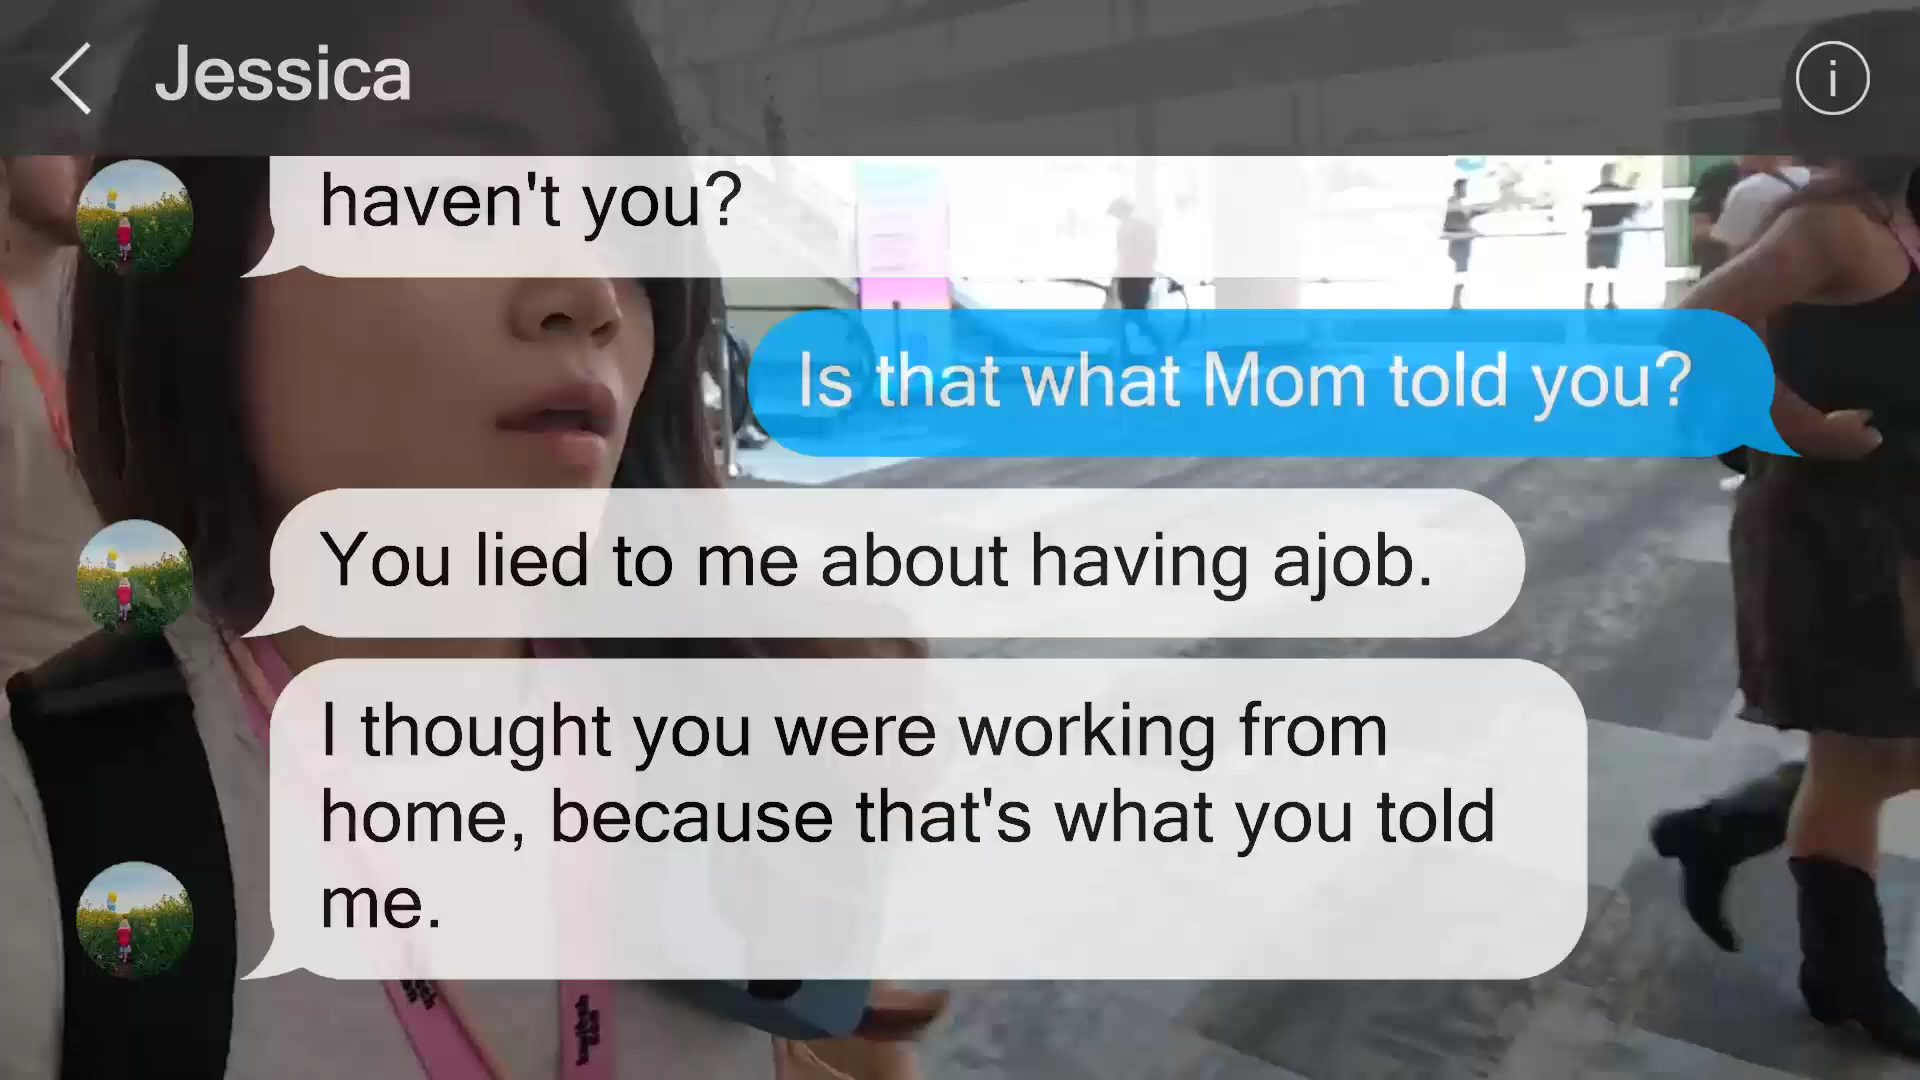 Jessica
i
haven't you?
Is that what Mom told you?
You lied to me about having ajob.
I thought you were working from
home, because that's what you told
me.